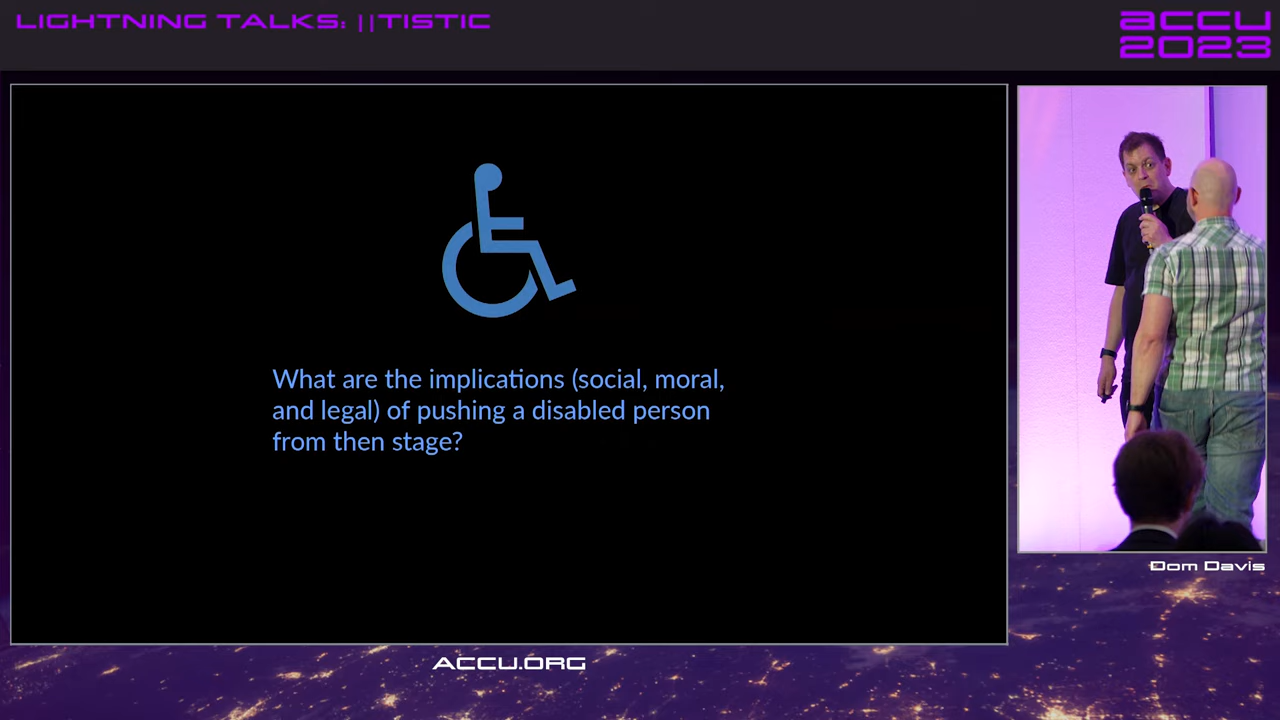 LIGHTNING TALKS: ||TISTIC
accu
2023
What are the implications (social, moral,
and legal) of pushing a disabled person
from then stage?
Dom Davis
ACCU.ORG